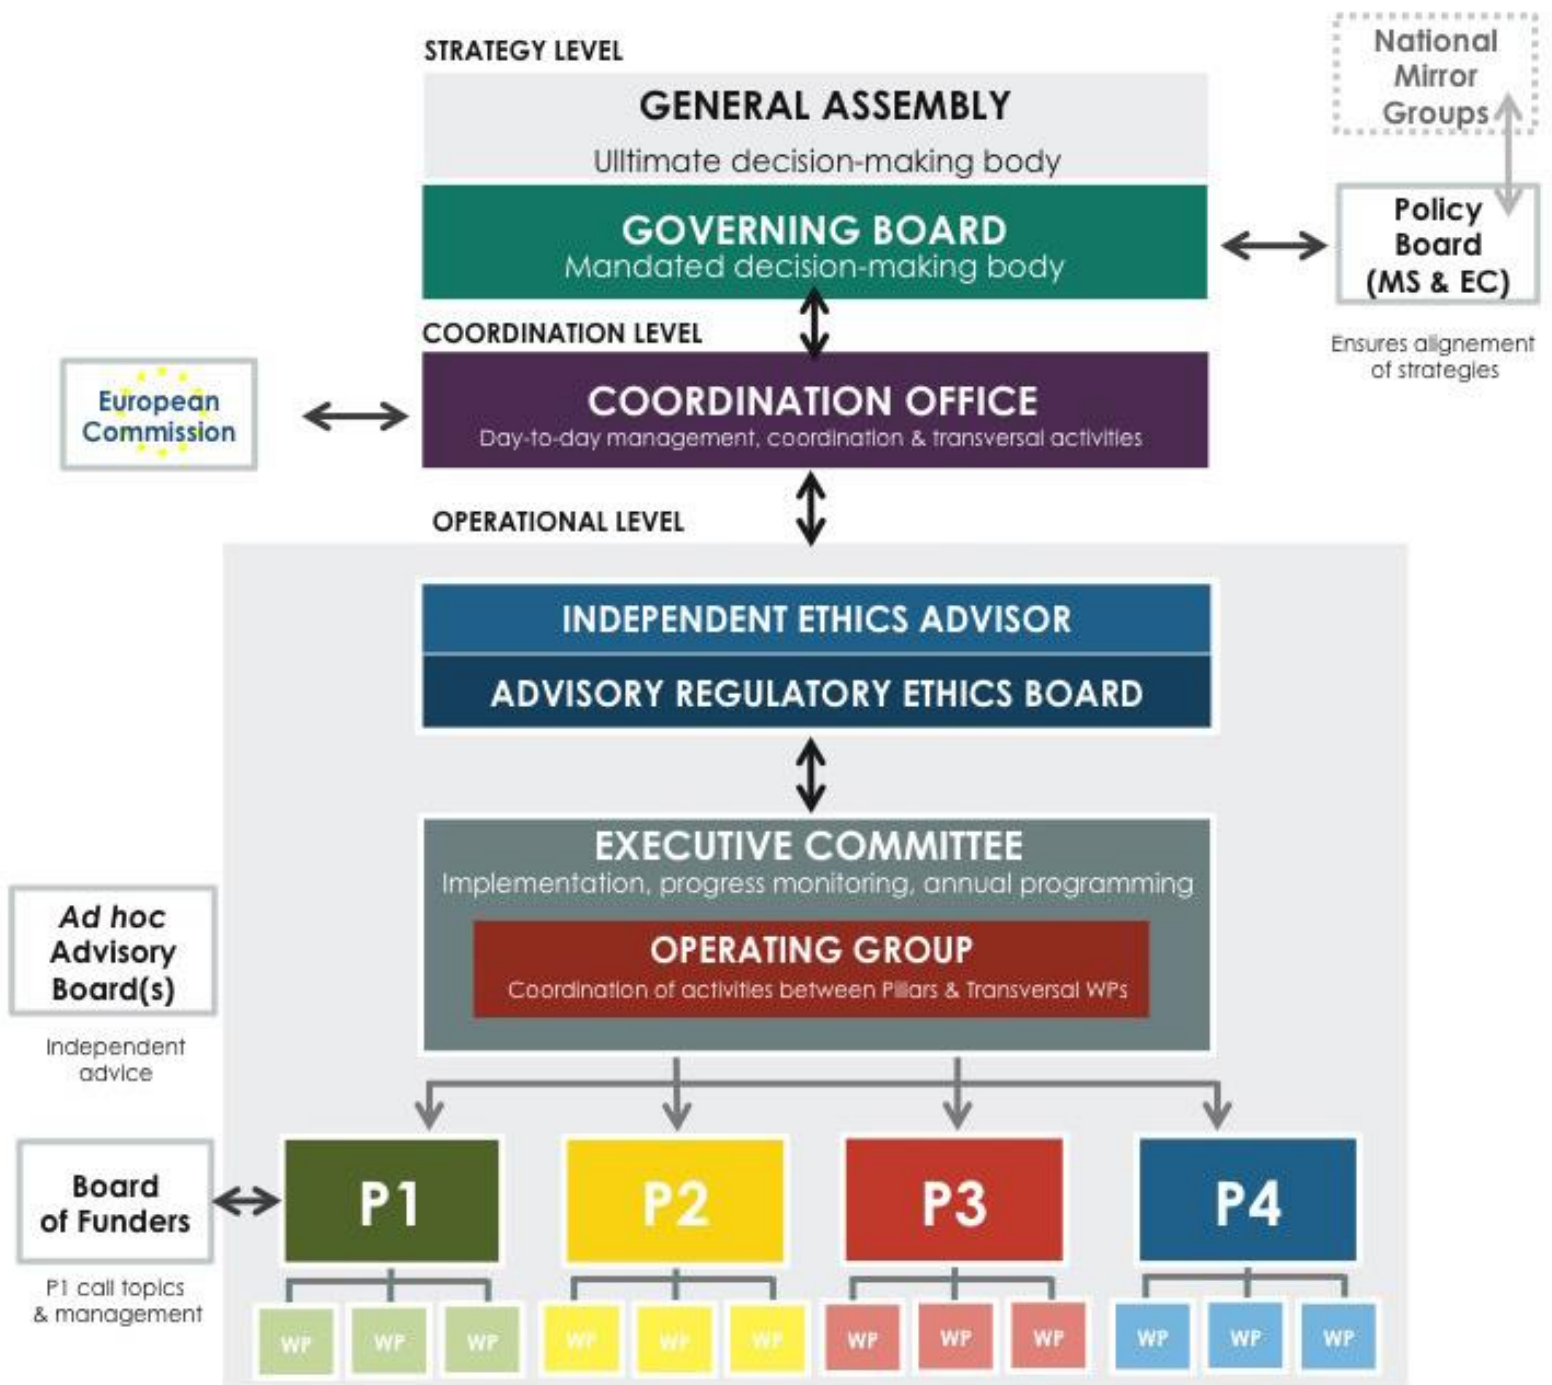 STRATEGY LEVEL
GENERAL ASSEMBLY
Ulltimate decision-making body
National
Mirror
Groups
GOVERNING BOARD
Mandated decision-making body
Policy
Board
(MS & EC)
Ensures alignement
of strategies
COORDINATION LEVEL
European
Commission
COORDINATION OFFICE
Day-to-day management, coordination & transversal activities
OPERATIONAL LEVEL
INDEPENDENT ETHICS ADVISOR
ADVISORY REGULATORY ETHICS BOARD
EXECUTIVE COMMITTEE
Implementation, progress monitoring, annual programming
OPERATING GROUP
Coordination of activities between Pillars & Transversal WPs
Ad hoc
Advisory
Board(s)
Independent
advice
Board
of Funders
P1 call topics
& management
P1
P2
P3
P4
WP
WP
WP
WP
WP
WP
WP
WP
WP
WP
WP
WP